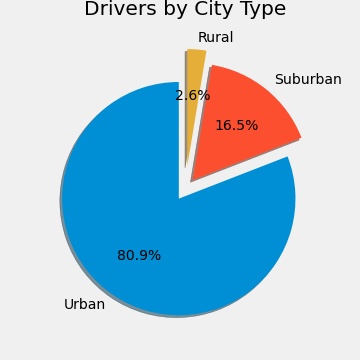 Drivers by City Type
Rural
2.6%
Suburban
16.5%
80.9%
Urban